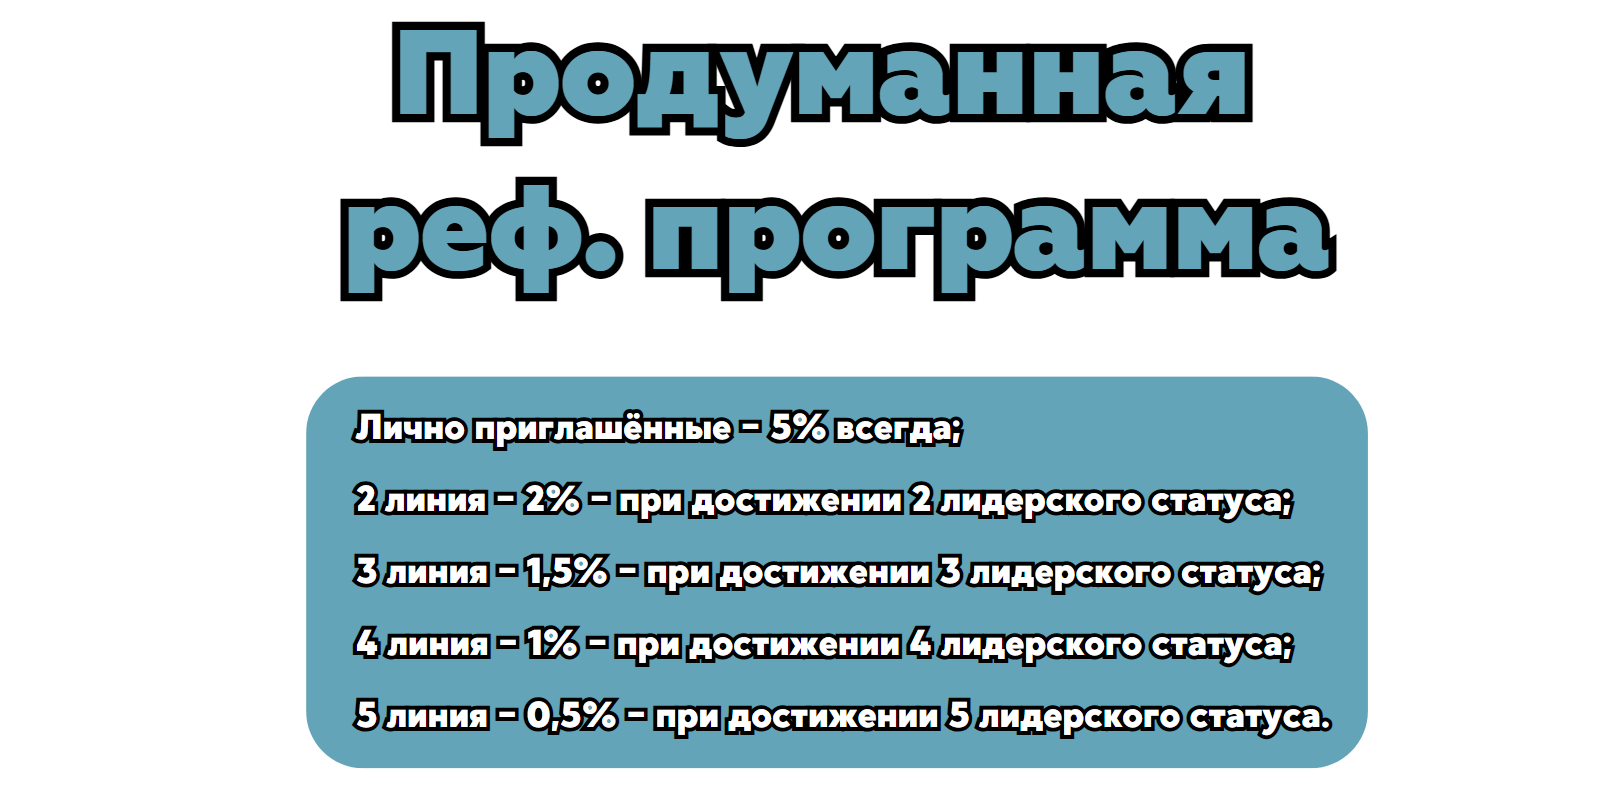 Продуманная
реф. программа
Лично приглашённые – 5% всегда;
2 линия – 2% – при достижении 2 лидерского статуса;
3 линия – 1,5% – при достижении 3 лидерского статуса;
4 линия – 1% – при достижении 4 лидерского статуса;
5 линия – 0,5% – при достижении 5 лидерского статуса.